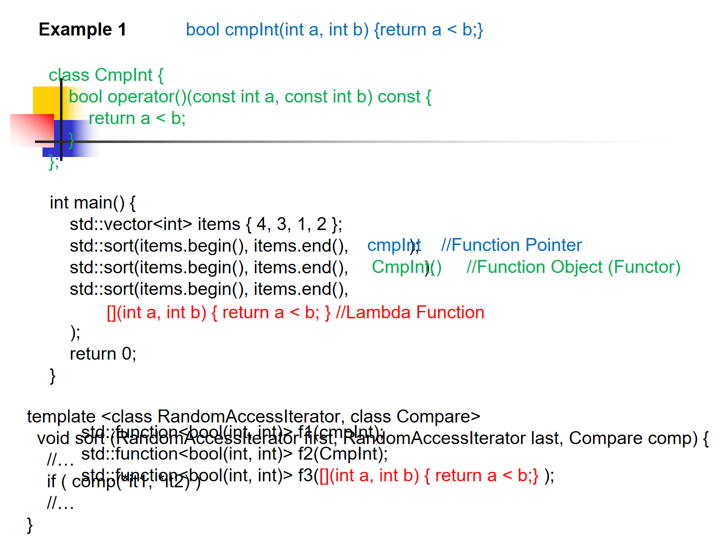 Example 1 bool cmpInt(int a, int b) {return a < b;}
class CmpInt {
bool operator()(const int a, const int b) const {
return a < b;
}
};
int main() {
std::vector<int> items { 4, 3, 1, 2 };
std::sort(items.begin(), items.end(), cmpInt ); //Function Pointer
std::sort(items.begin(), items.end(), CmpInt() ); //Function Object (Functor)
std::sort(items.begin(), items.end(),
[](int a, int b) { return a < b; } //Lambda Function
);
return 0;
}
template <class RandomAccessIterator, class Compare>
std::function<bool(int, int)> f1(cmpInt);
void sort (RandomAccessIterator first, RandomAccessIterator last, Compare comp) {
std::function<bool(int, int)> f2(CmpInt);
//…
std::function<bool(int, int)> f3([](int a, int b) { return a < b;} );
if ( comp(*it1, *it2) )
//…
}